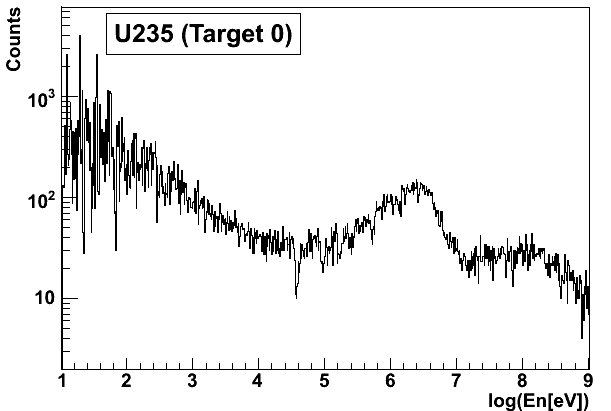 Counts
U235 (Target 0)
10³
10²
10
1 2 3 4 5 6 7 8 9
log(En[eV])